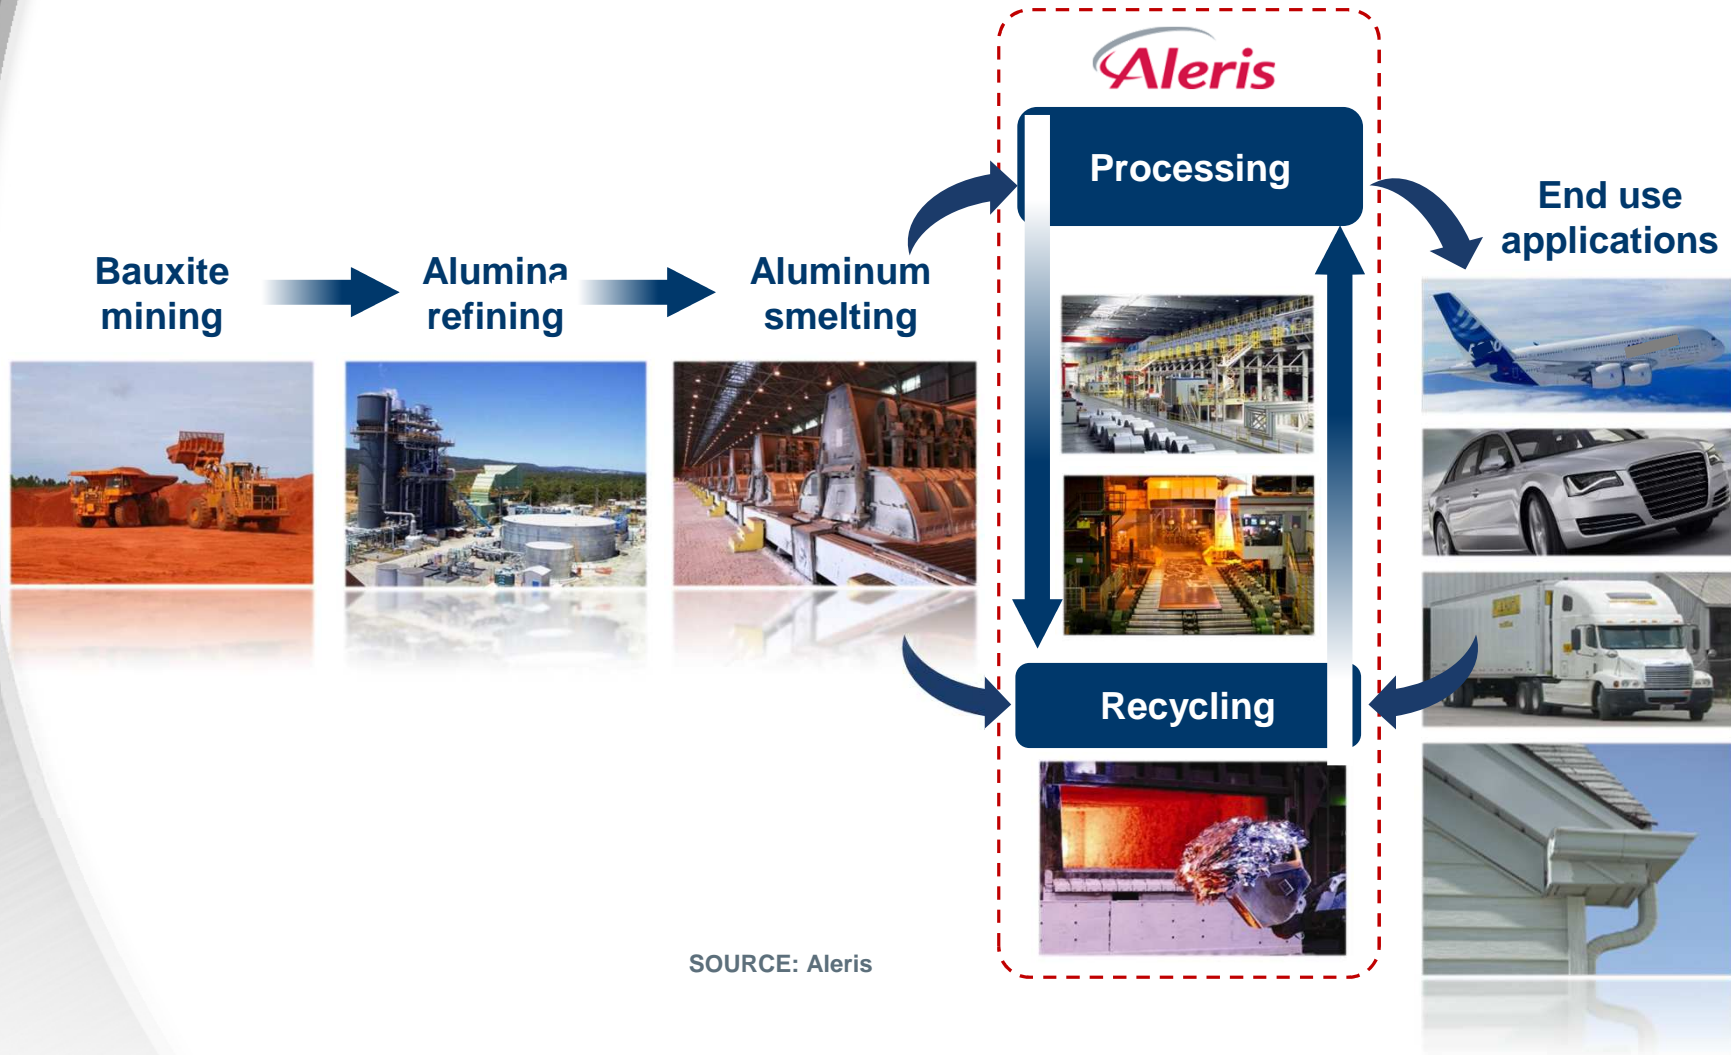 Aleris
Processing
End use
applications
Bauxite
mining
Alumina
refining
Aluminum
smelting
Recycling
SOURCE: Aleris